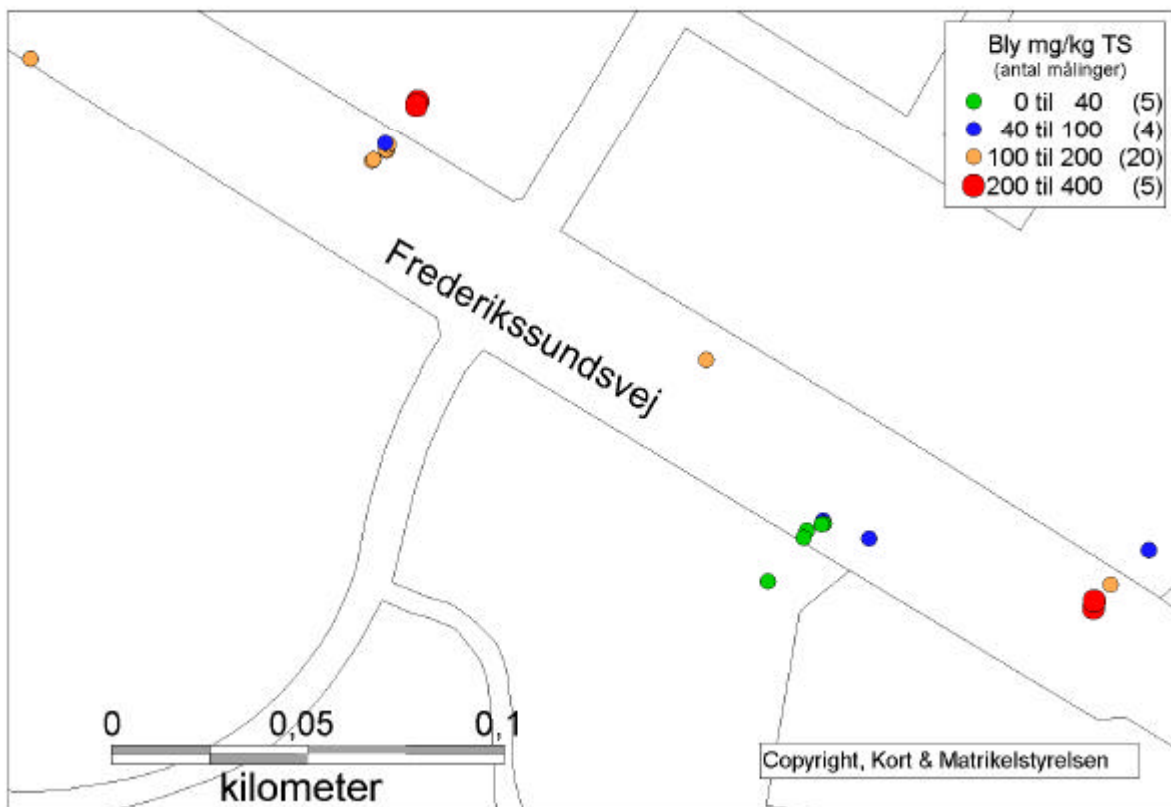 Bly mg/kg TS
(antal målinger)
0 til 40 (5)
40 til 100 (4)
100 til 200 (20)
200 til 400 (5)
Frederikssundsvej
0 0,05 0,1
kilometer
Copyright, Kort & Matrikelstyrelsen